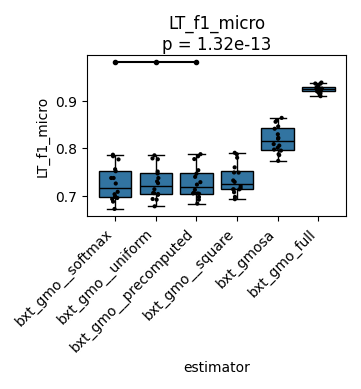 LT_f1_micro
p = 1.32e-13
LT_f1_micro
0.9
0.8
0.7
bxt_gmo__softmax
bxt_gmo__uniform
bxt_gmo__precomputed
bxt_gmo__square
bxt_gmosa
bxt_gmo_full
estimator